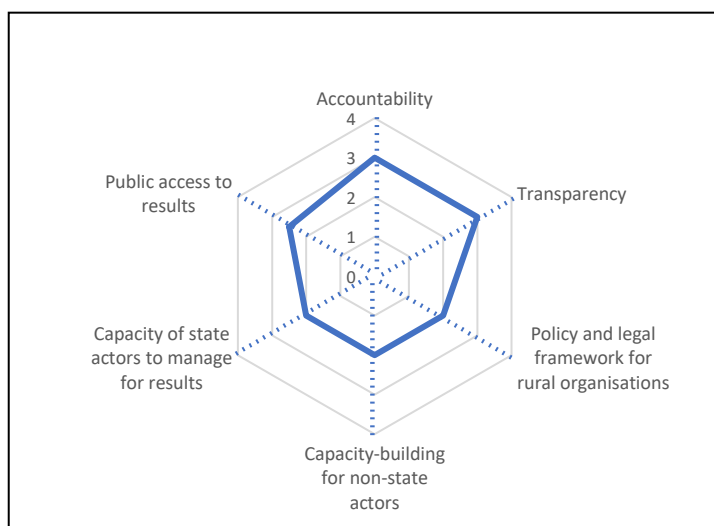 Accountability
4
3
2
1
0
Transparency
Policy and legal
framework for
rural organisations
Capacity-building
for non-state
actors
Capacity of state
actors to manage
for results
Public access to
results